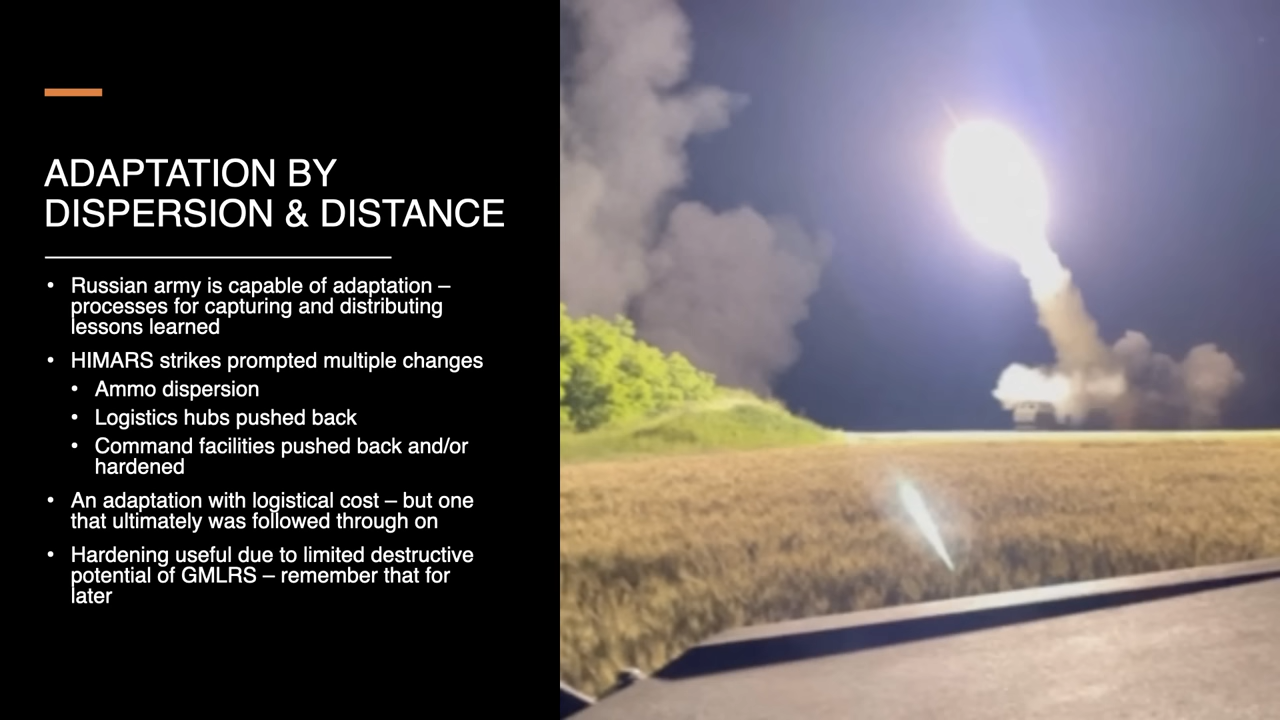 ADAPTATION BY
DISPERSION & DISTANCE
• Russian army is capable of adaptation –
processes for capturing and distributing
lessons learned
• HIMARS strikes prompted multiple changes
• Ammo dispersion
• Logistics hubs pushed back
• Command facilities pushed back and/or
hardened
• An adaptation with logistical cost – but one
that ultimately was followed through on
• Hardening useful due to limited destructive
potential of GMLRS – remember that for
later